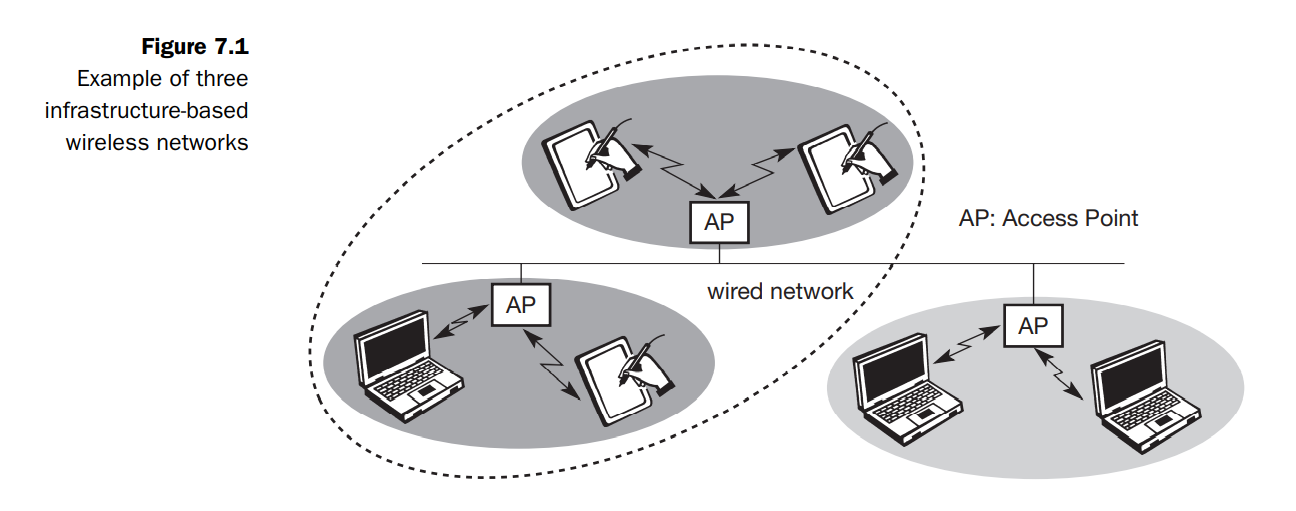 Figure 7.1
Example of three
infrastructure-based
wireless networks
AP
AP: Access Point
wired network
AP
AP